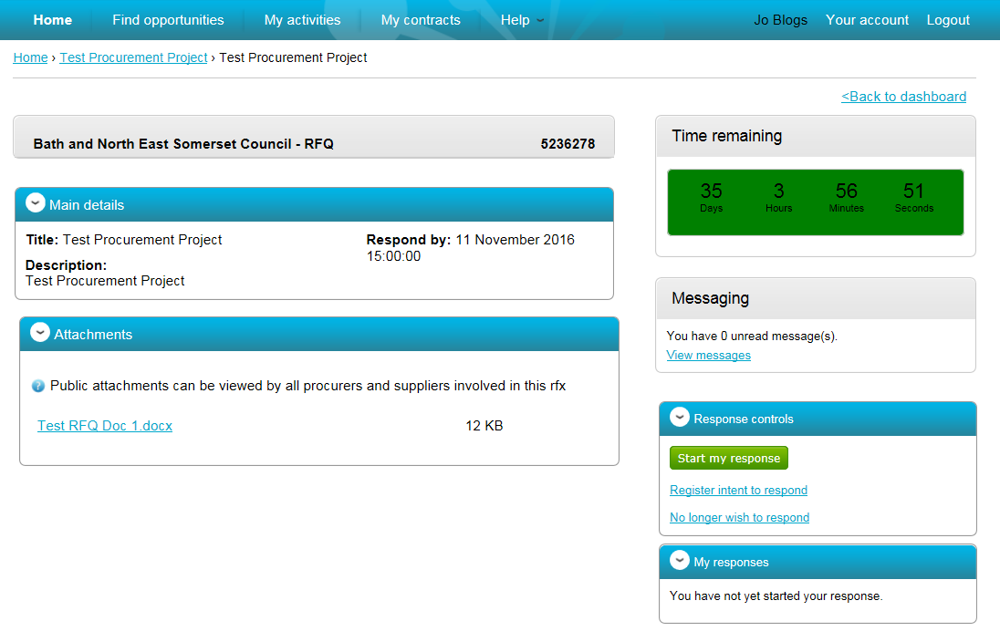 Home Find opportunities My activities My contracts Help Jo Blogs Your account Logout
Home › Test Procurement Project › Test Procurement Project
<Back to dashboard
Bath and North East Somerset Council - RFQ 5236278
Main details
Title: Test Procurement Project
Description:
Test Procurement Project
Respond by: 11 November 2016
15:00:00
Attachments
Public attachments can be viewed by all procurers and suppliers involved in this rfx
Test RFQ Doc 1.docx 12 KB
Time remaining
35 3 56 51
Days Hours Minutes Seconds
Messaging
You have 0 unread message(s).
View messages
Response controls
Start my response
Register intent to respond
No longer wish to respond
My responses
You have not yet started your response.